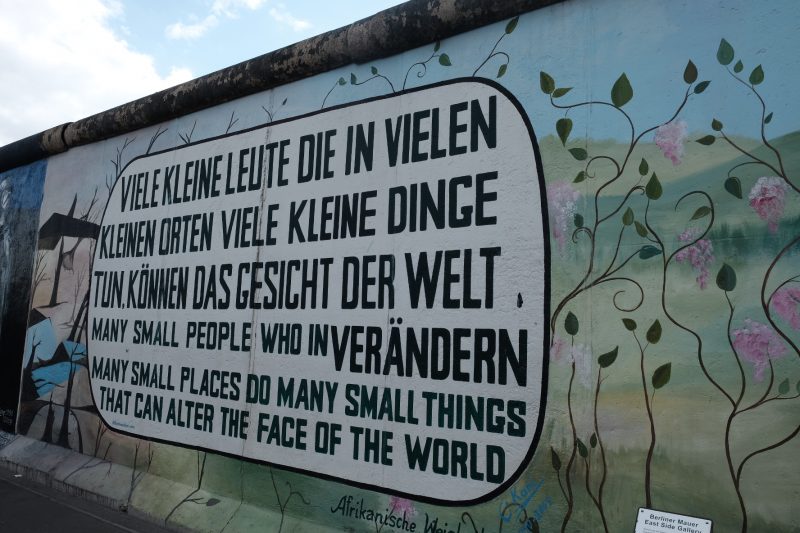 VIELE KLEINE LEUTE DIE IN VIELEN
KLEINEN ORTEN VIELE KLEINE DINGE
TUN, KÖNNEN DAS GESICHT DER WELT
VERÄNDERN
MANY SMALL PEOPLE WHO IN
MANY SMALL PLACES DO MANY SMALL THINGS
THAT CAN ALTER THE FACE OF THE WORLD
Afrikanische
Berliner Mauer
East Side Gallery